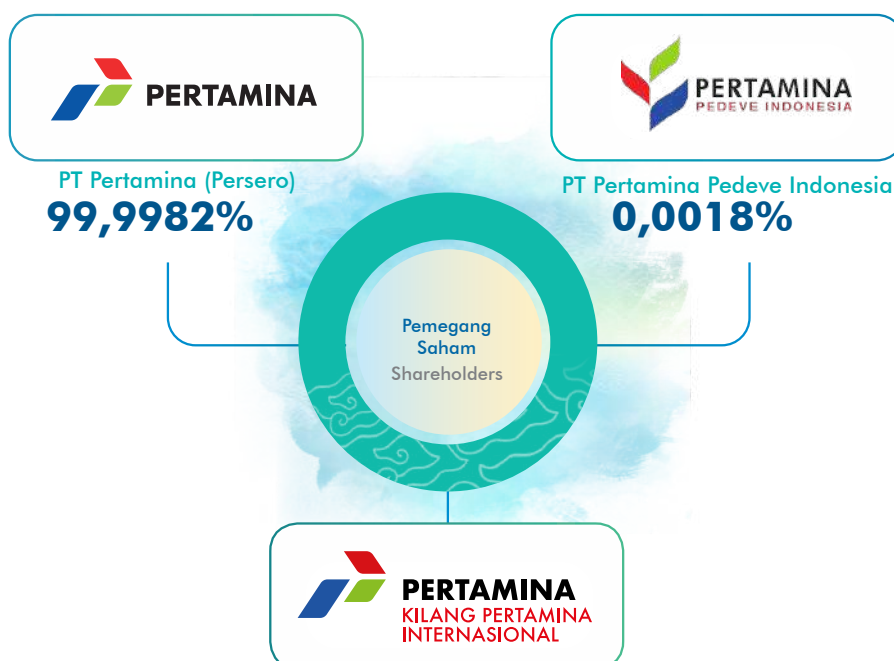 PERTAMINA
PERTAMINA
PEDEVE INDONESIA
PT Pertamina (Persero)
99,9982%
PT Pertamina Pedeve Indonesia
0,0018%
Pemegang
Saham
Shareholders
PERTAMINA
KILANG PERTAMINA
INTERNASIONAL